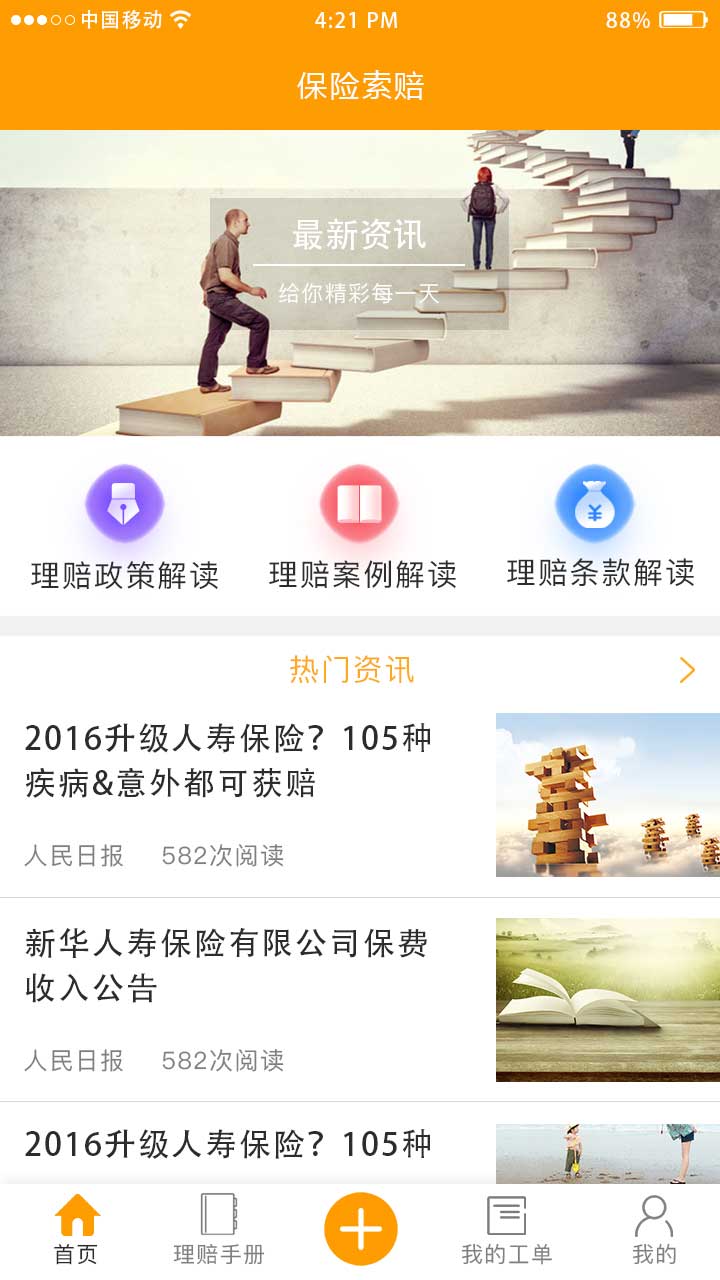 中国移动 4:21 PM 88%
保险索赔
最新资讯
给你精彩每一天
理赔政策解读 理赔案例解读 理赔条款解读
热门资讯
2016升级人寿保险？105种
疾病&意外都可获赔
人民日报 582次阅读
新华人寿保险有限公司保费
收入公告
人民日报 582次阅读
2016升级人寿保险？105种
首页 理赔手册 我的工单 我的